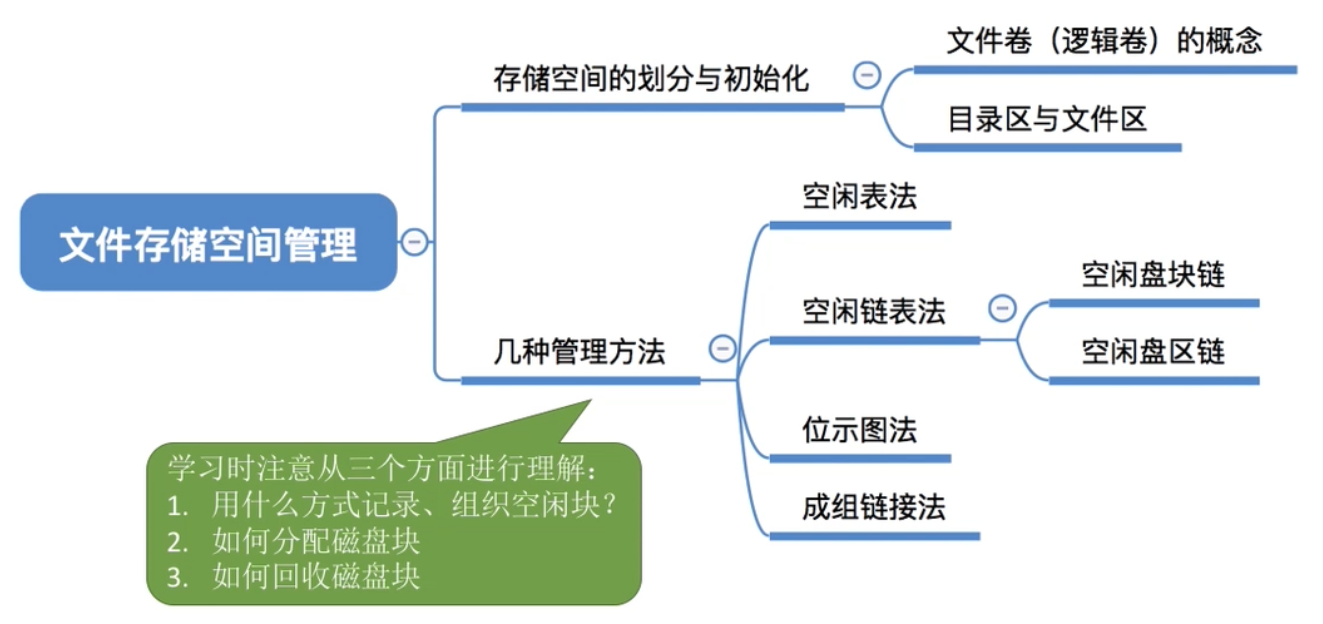 文件卷（逻辑卷）的概念
存储空间的划分与初始化
目录区与文件区
文件存储空间管理
空闲表法
空闲盘块链
空闲链表法
空闲盘区链
几种管理方法
位示图法
成组链接法
学习时注意从三个方面进行理解：
1. 用什么方式记录、组织空闲块？
2. 如何分配磁盘块
3. 如何回收磁盘块